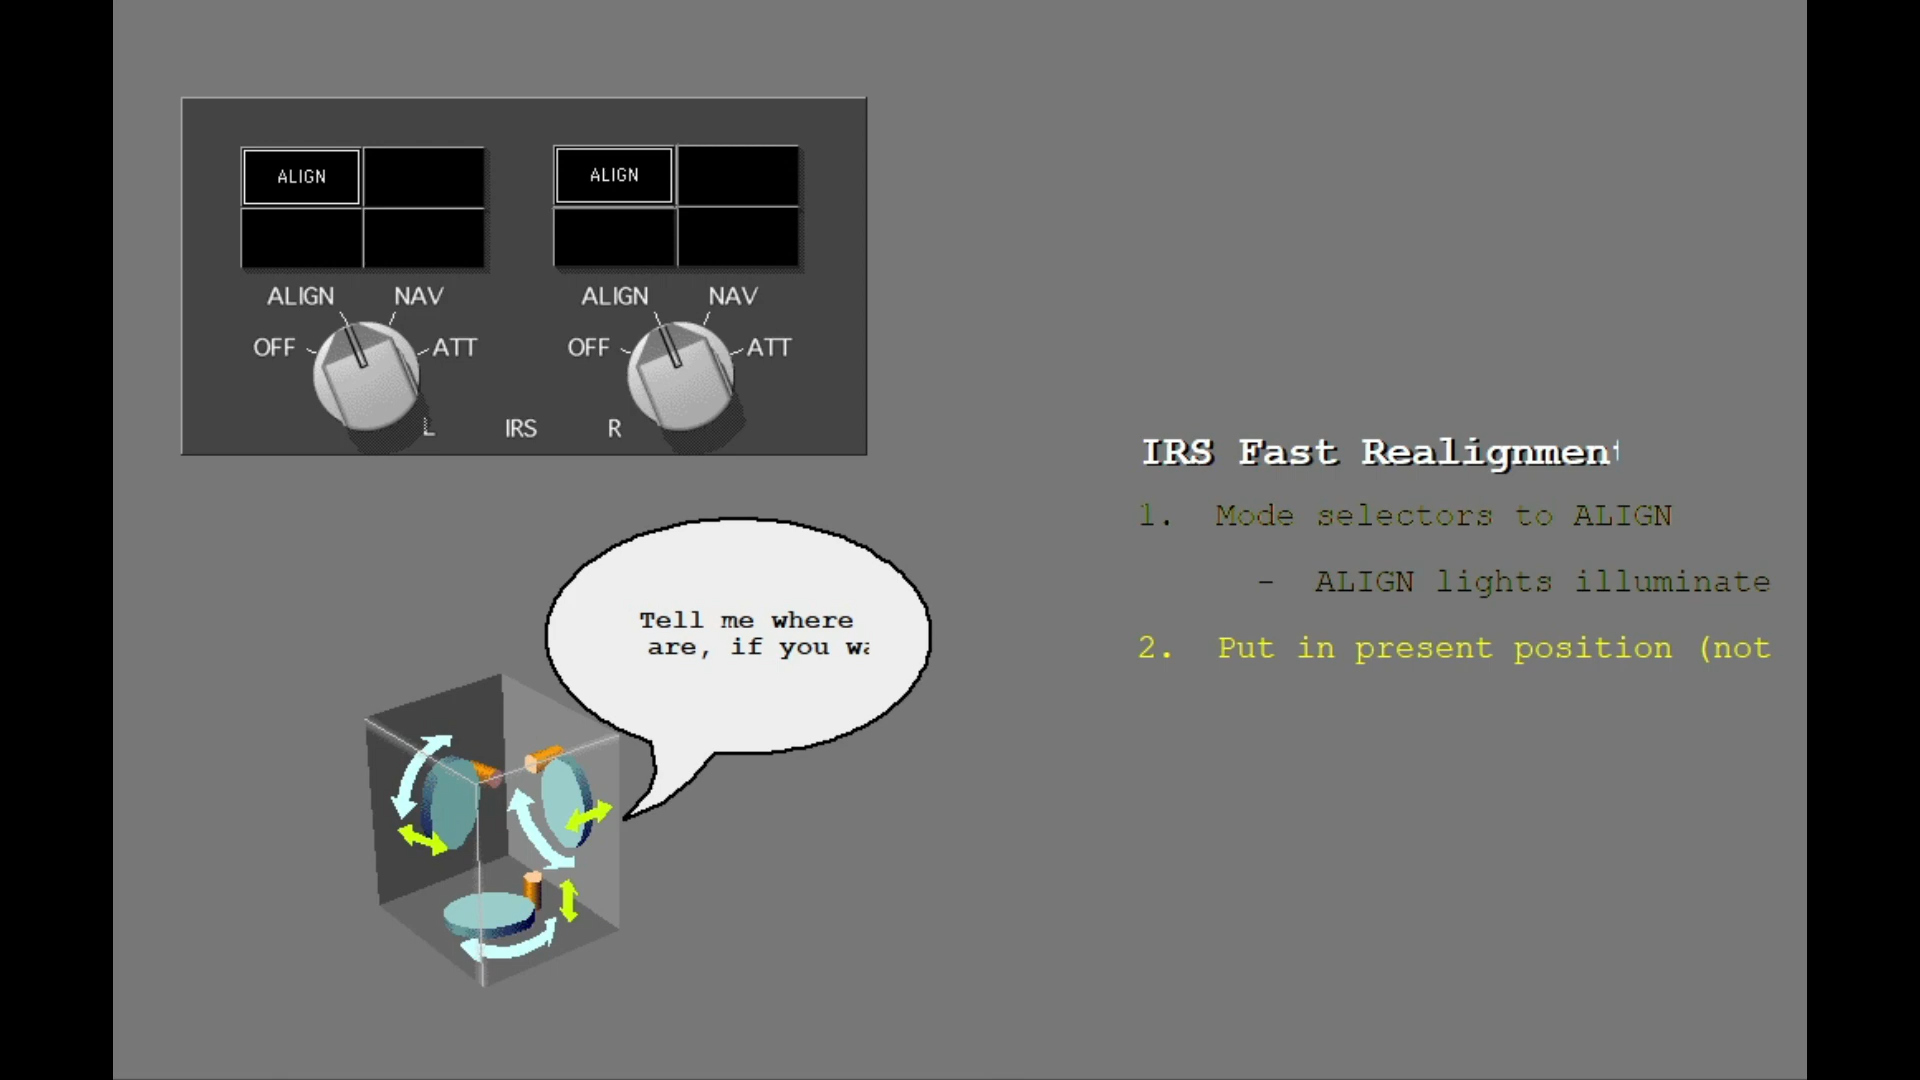 ALIGN
ALIGN
ALIGN NAV
OFF ATT
ALIGN NAV
OFF ATT
L IRS R
IRS Fast Realignment
1. Mode selectors to ALIGN
- ALIGN lights illuminate
2. Put in present position (not
Tell me where
are, if you